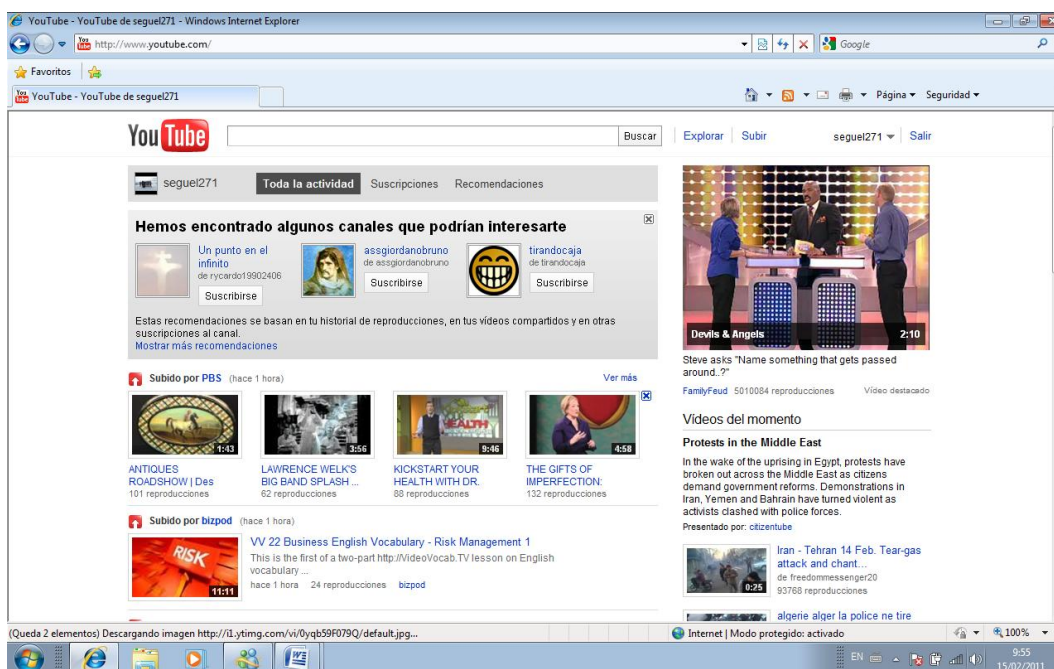 YouTube - YouTube de seguel271 - Windows Internet Explorer
http://www.youtube.com/
Google
Favoritos
YouTube - YouTube de seguel271
Página
Seguridad
You Tube
Buscar
Explorar
Subir
seguel271
Salir
seguel271
Toda la actividad
Suscripciones
Recomendaciones
Hemos encontrado algunos canales que podrían interesarte
Un punto en el
infinito
de rycardo19902406
Suscribirse
assgiordanobruno
de assgiordanobruno
Suscribirse
tirandocaja
de tirandocaja
Suscribirse
Estas recomendaciones se basan en tu historial de reproducciones, en tus vídeos compartidos y en otras
suscripciones al canal.
Mostrar más recomendaciones
Subido por PBS (hace 1 hora)
Ver más
1:43
3:56
HEALTH
9:46
4:58
ANTIQUES
ROADSHOW | Des
101 reproducciones
LAWRENCE WELK'S
BIG BAND SPLASH ...
62 reproducciones
KICKSTART YOUR
HEALTH WITH DR.
88 reproducciones
THE GIFTS OF
IMPERFECTION:
132 reproducciones
Subido por bizpod (hace 1 hora)
RISK
11:11
VV 22 Business English Vocabulary - Risk Management 1
This is the first of a two-part http://VideoVocab.TV lesson on English
vocabulary ...
hace 1 hora 24 reproducciones bizpod
Devils & Angels
2:10
Steve asks "Name something that gets passed
around..?"
FamilyFeud 5010084 reproducciones
Vídeo destacado
Vídeos del momento
Protests in the Middle East
In the wake of the uprising in Egypt, protests have
broken out across the Middle East as citizens
demand government reforms. Demonstrations in
Iran, Yemen and Bahrain have turned violent as
activists clashed with police forces.
Presentado por: citizentube
0:25
Iran - Tehran 14 Feb. Tear-gas
attack and chant...
de freedommessenger20
93768 reproducciones
algerie alger la police ne tire
(Queda 2 elementos) Descargando imagen http://i1.ytimg.com/vi/0yqb59F079Q/default.jpg...
Internet | Modo protegido: activado
100%
EN
9:55
15/02/2011